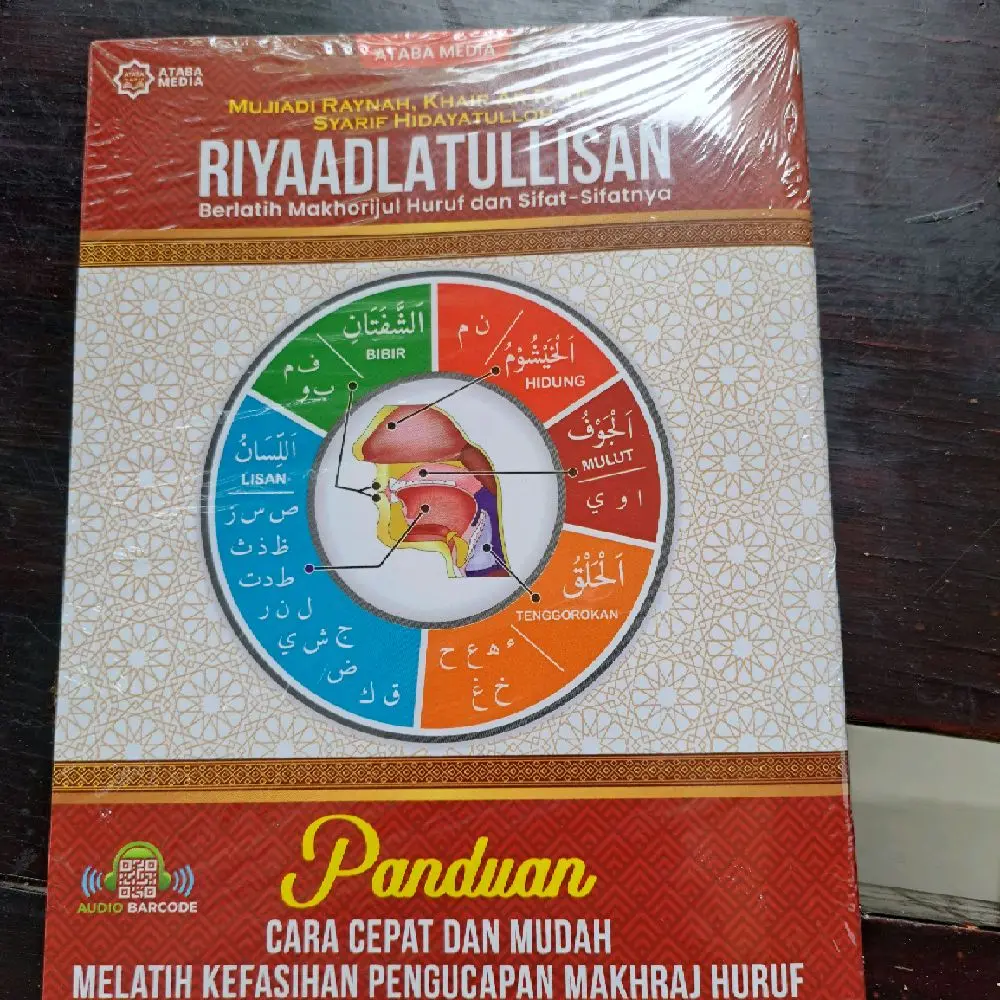 ATABA MEDIA
ATABA
MEDIA
MUJIADI RAYNAH, KHAIR
SYARIF
RIYAADLATULLISAN
Berlatih Makhorijul Huruf dan Sifat-Sifatnya
اَلشَّفَتَانِ
BIBIR
ف م
ب و
ن م
اَلْخَيْشُوْمُ
HIDUNG
اَلْجَوْفُ
MULUT
ا و ي
اَللِّسَانُ
LISAN
ص س ز
ظ ذ ث
ط د ت
ل ن ر
ج ش ي
ض
ق ك
اَلْحَلْقُ
TENGGOROKAN
ء ه ع ح
غ خ
Panduan
AUDIO BARCODE
CARA CEPAT DAN MUDAH
MELATIH KEFASIHAN PENGUCAPAN MAKHRAJ HURUF